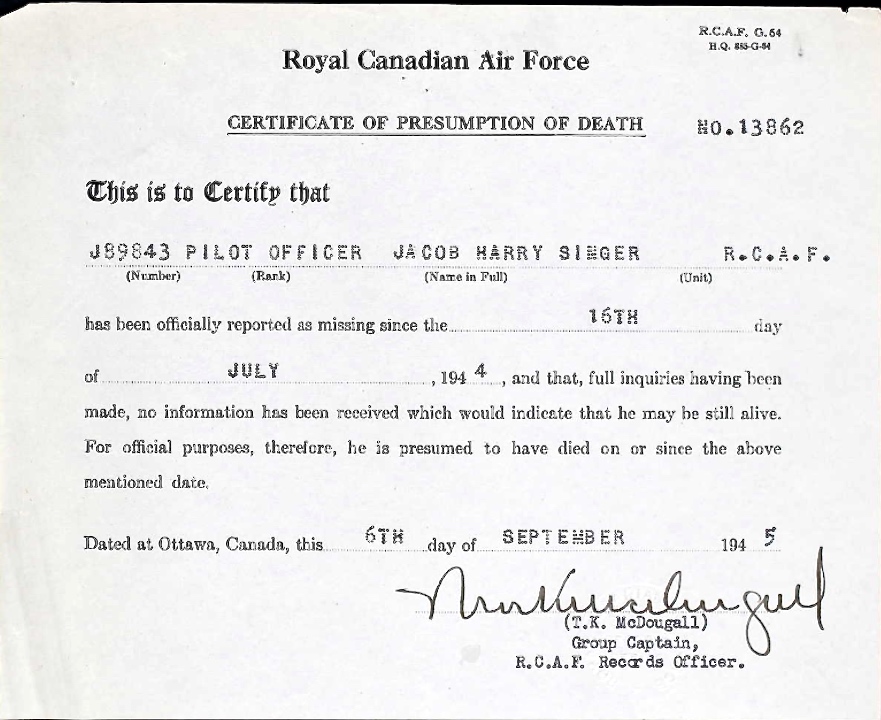 R.C.A.F. G. 64
H.Q. 885-G-64
Royal Canadian Air Force
CERTIFICATE OF PRESUMPTION OF DEATH NO.13862
This is to Certify that
J89843 PILOT OFFICER JACOB HARRY SINGER R.C.A.F.
(Number) (Rank) (Name in Full) (Unit)
has been officially reported as missing since the 16TH day
of JULY, 1944, and that, full inquiries having been
made, no information has been received which would indicate that he may be still alive.
For official purposes, therefore, he is presumed to have died on or since the above
mentioned date.
Dated at Ottawa, Canada, this 6TH day of SEPTEMBER 1945
(T.K. McDougall)
Group Captain,
R.C.A.F. Records Officer.